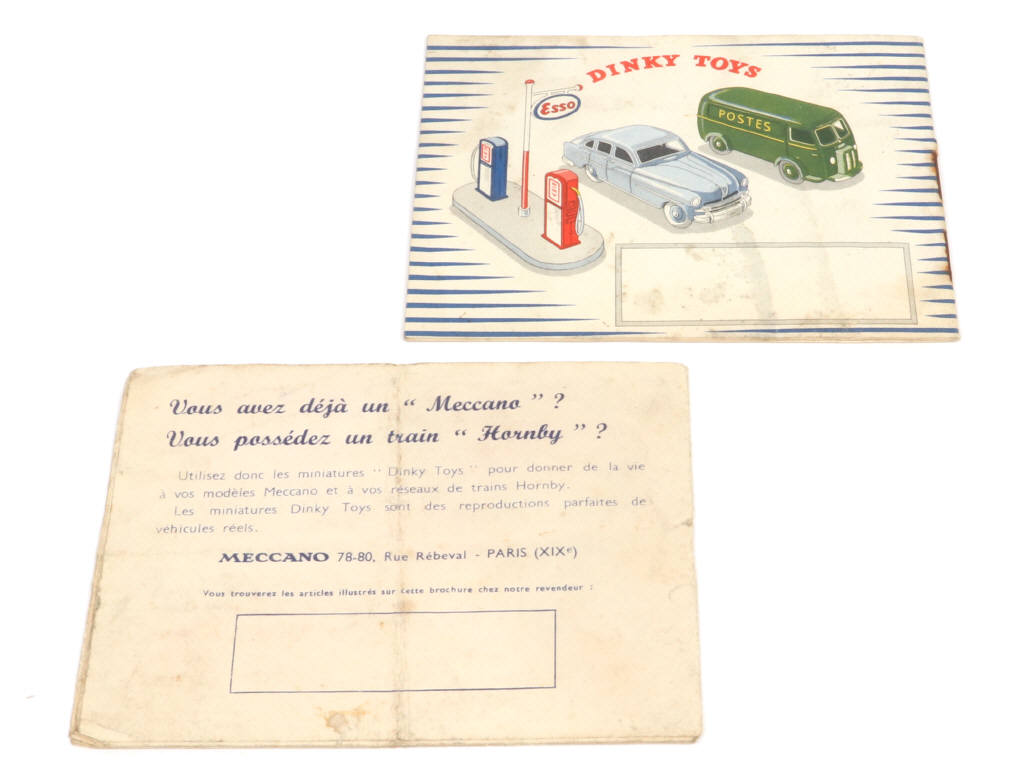 DINKY TOYS
Esso
POSTES
Vous avez déjà un “ Meccano ” ?
Vous possédez un train “ Hornby ” ?
Utilisez donc les miniatures “ Dinky Toys ” pour donner de la vie
à vos modèles Meccano et à vos réseaux de trains Hornby.
Les miniatures Dinky Toys sont des reproductions parfaites de
véhicules réels.
MECCANO 78-80, Rue Rébeval - PARIS (XIXᵉ)
Vous trouverez les articles illustrés sur cette brochure chez notre revendeur :